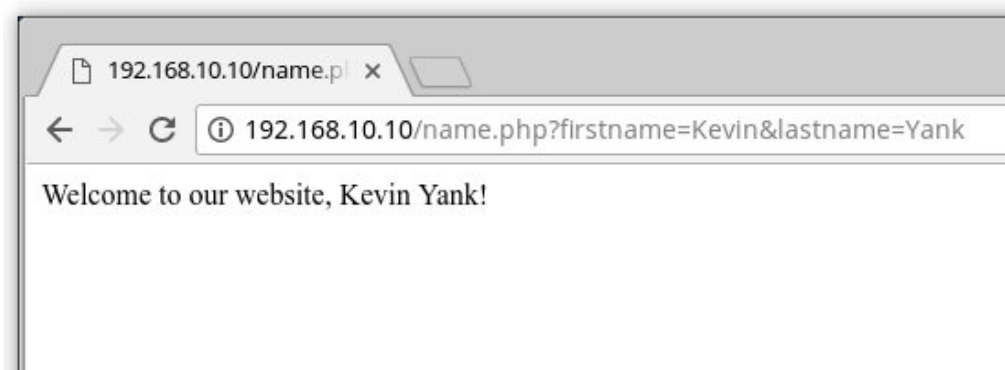 192.168.10.10/name.p
192.168.10.10/name.php?firstname=Kevin&lastname=Yank
Welcome to our website, Kevin Yank!